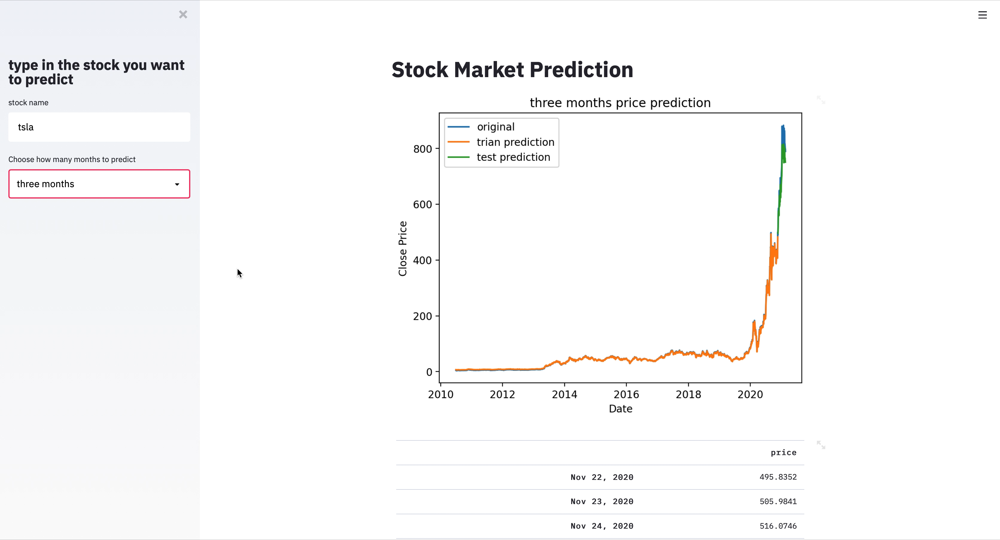 type in the stock you want
to predict
stock name
tsla
Choose how many months to predict
three months
Stock Market Prediction
three months price prediction
original
trian prediction
test prediction
800
600
400
200
0
Close Price
2010 2012 2014 2016 2018 2020
Date
price
Nov 22, 2020 495.8352
Nov 23, 2020 505.9841
Nov 24, 2020 516.0746